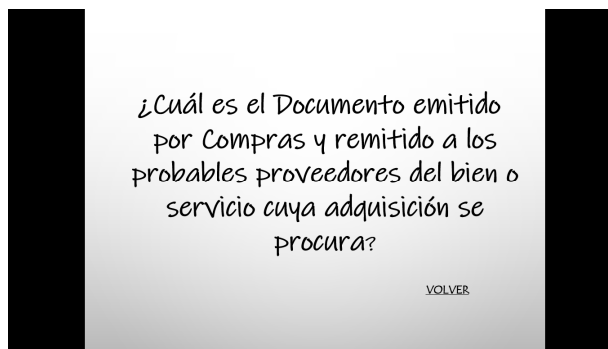 ¿Cuál es el Documento emitido
por Compras y remitido a los
probables proveedores del bien o
servicio cuya adquisición se
procura?
VOLVER